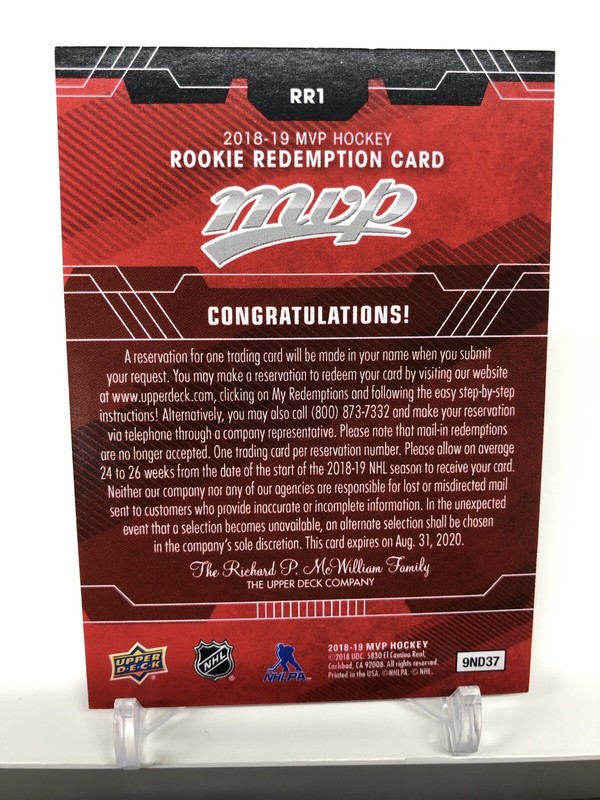 RR1
2018-19 MVP HOCKEY
ROOKIE REDEMPTION CARD
mvp
CONGRATULATIONS!
A reservation for one trading card will be made in your name when you submit
your request. You may make a reservation to redeem your card by visiting our website
at www.upperdeck.com, clicking on My Redemptions and following the easy step-by-step
instructions! Alternatively, you may also call (800) 873-7332 and make your reservation
via telephone through a company representative. Please note that mail-in redemptions
are no longer accepted. One trading card per reservation number. Please allow on average
24 to 26 weeks from the date of the start of the 2018-19 NHL season to receive your card.
Neither our company nor any of our agencies are responsible for lost or misdirected mail
sent to customers who provide inaccurate or incomplete information. In the unexpected
event that a selection becomes unavailable, an alternate selection shall be chosen
in the company's sole discretion. This card expires on Aug. 31, 2020.
The Richard P. McWilliam Family
THE UPPER DECK COMPANY
UPPER
D·E·C·K
NHL
NHLPA
2018-19 MVP HOCKEY
©2018 UDC. 5830 El Camino Real,
Carlsbad, CA 92008. All rights reserved.
Printed in the USA. ©NHLPA. © NHL.
9ND37